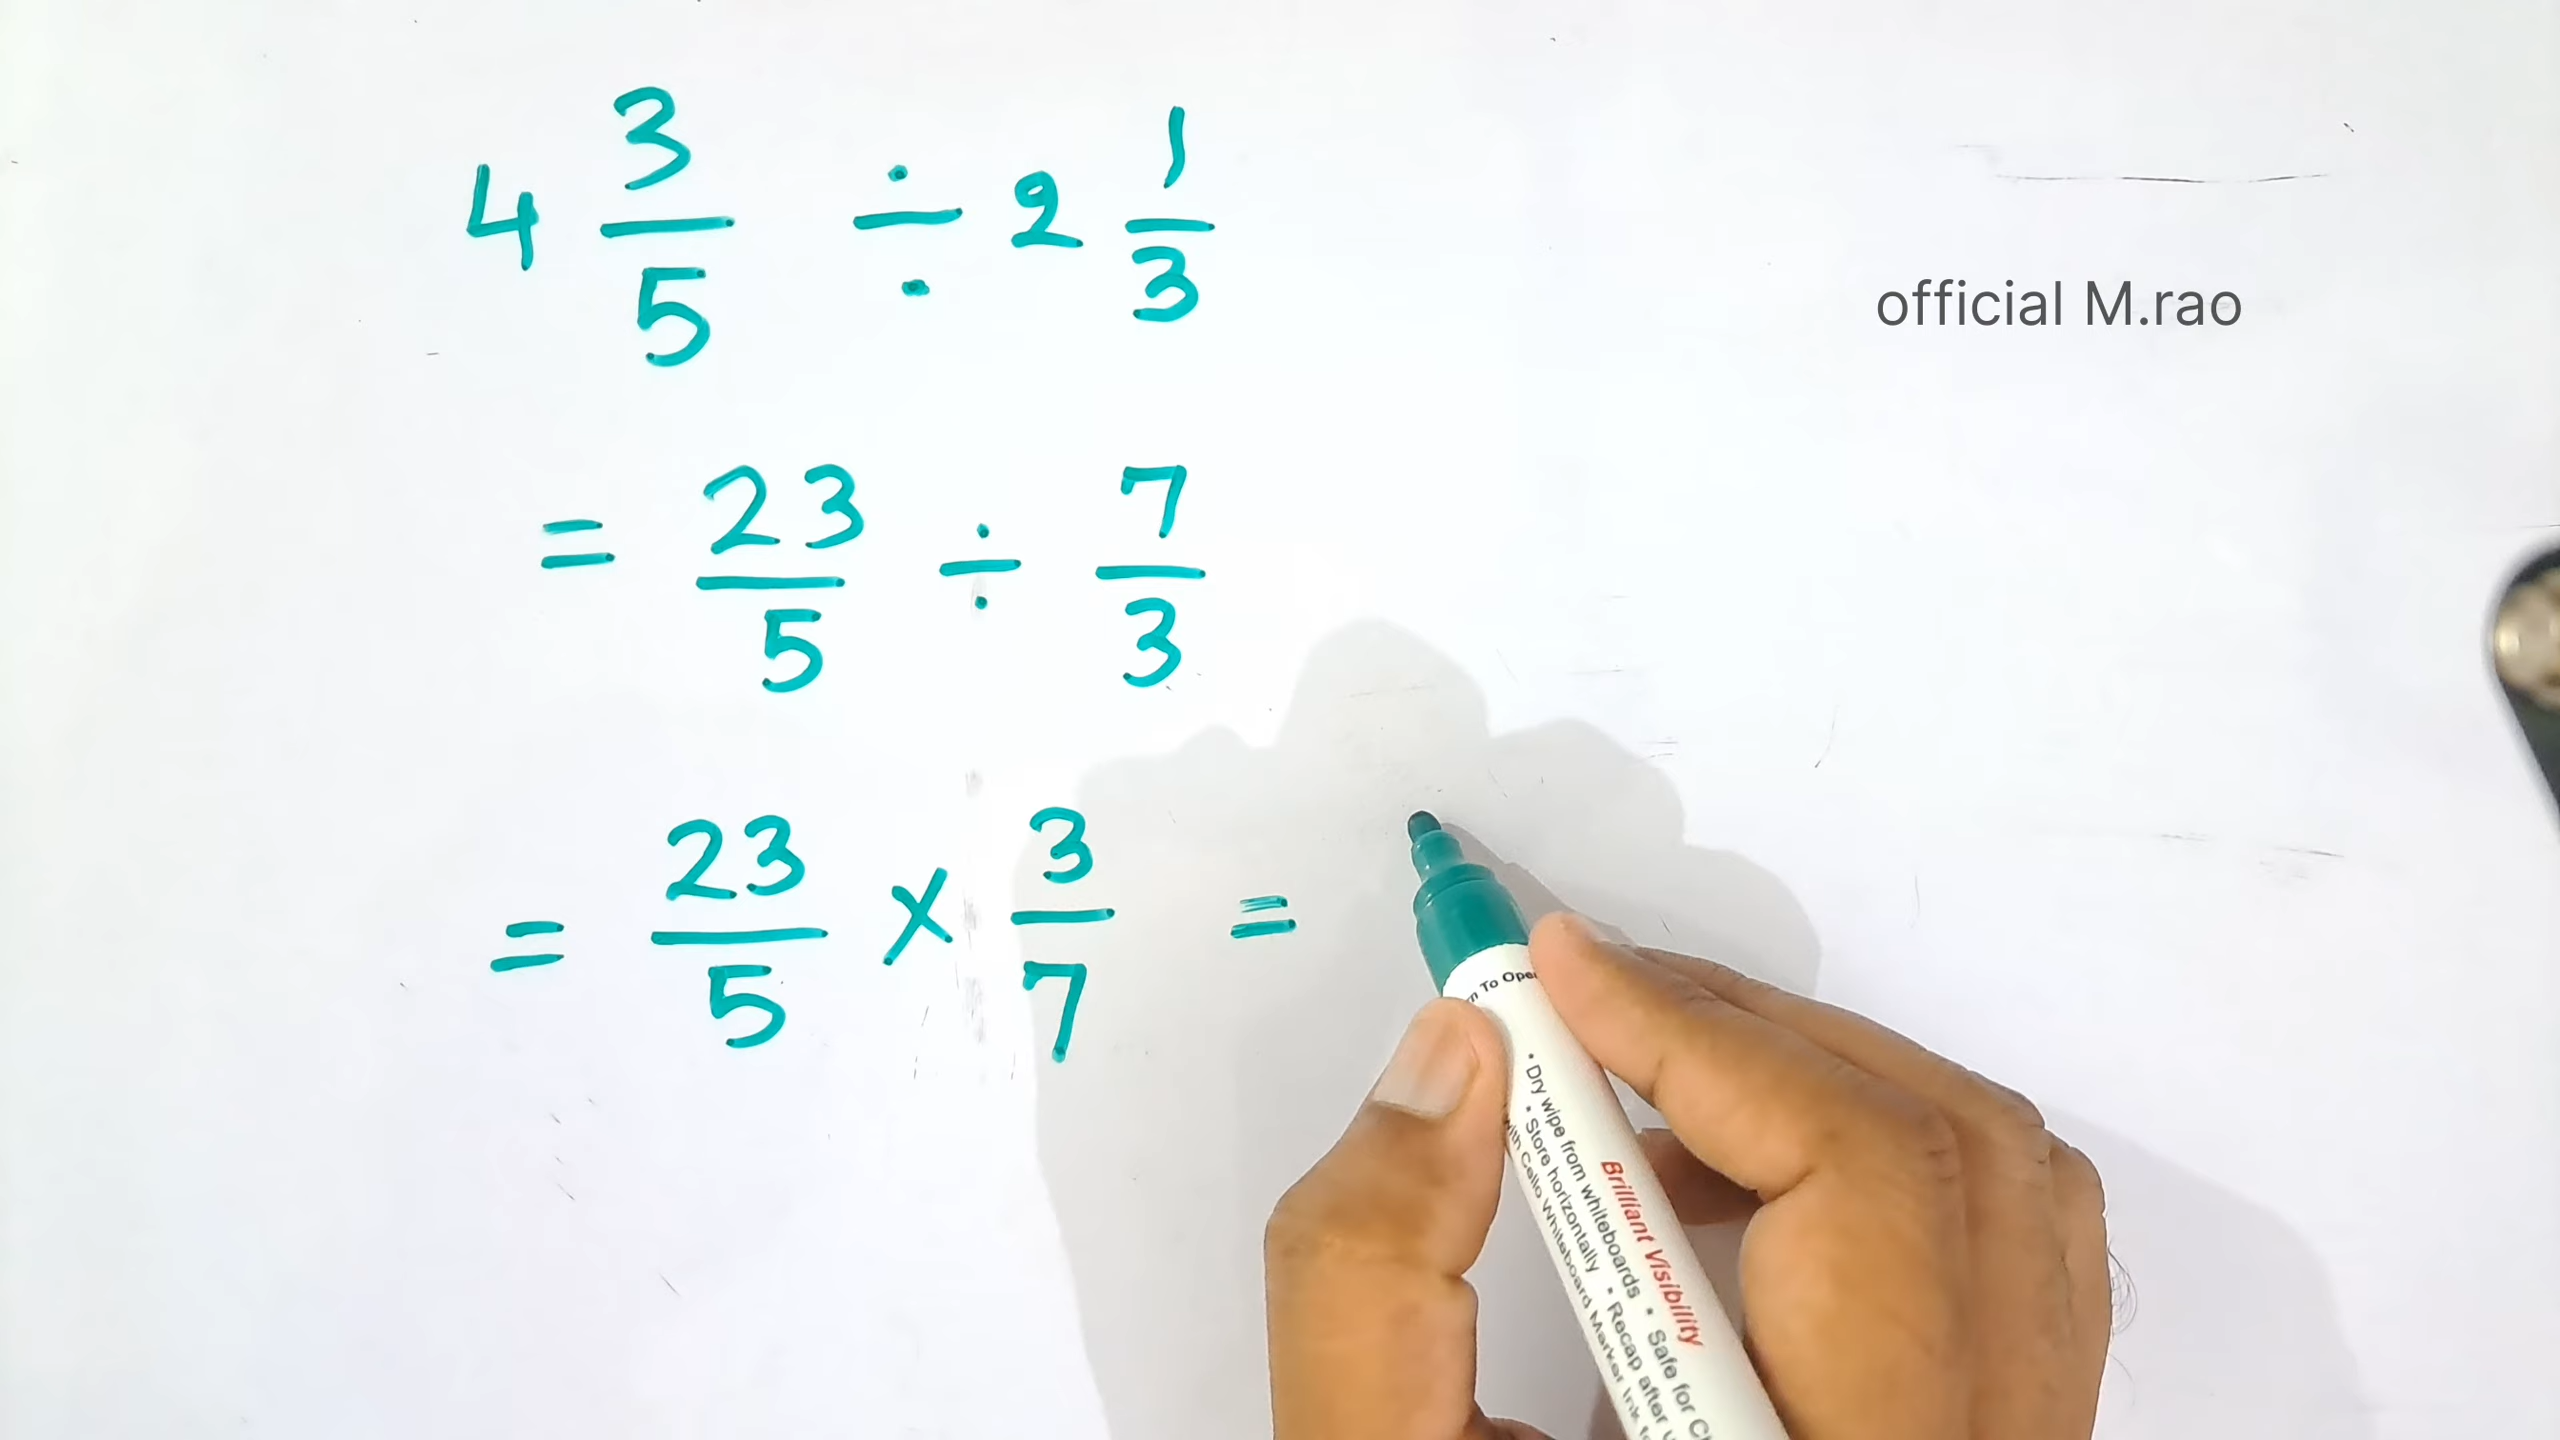 4 3/5 ÷ 2 1/3
official M.rao
= 23/5 ÷ 7/3
= 23/5 × 3/7 =
To Open
• Dry wipe from whiteboards • Safe for
• Store horizontally • Recap after
with Cello Whiteboard Marker Ink
Brilliant Visibility